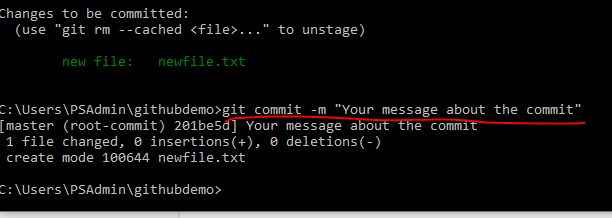 Changes to be committed:
(use "git rm --cached <file>..." to unstage)
new file: newfile.txt
C:\Users\PSAdmin\githubdemo>git commit -m "Your message about the commit"
[master (root-commit) 201be5d] Your message about the commit
1 file changed, 0 insertions(+), 0 deletions(-)
create mode 100644 newfile.txt
C:\Users\PSAdmin\githubdemo>